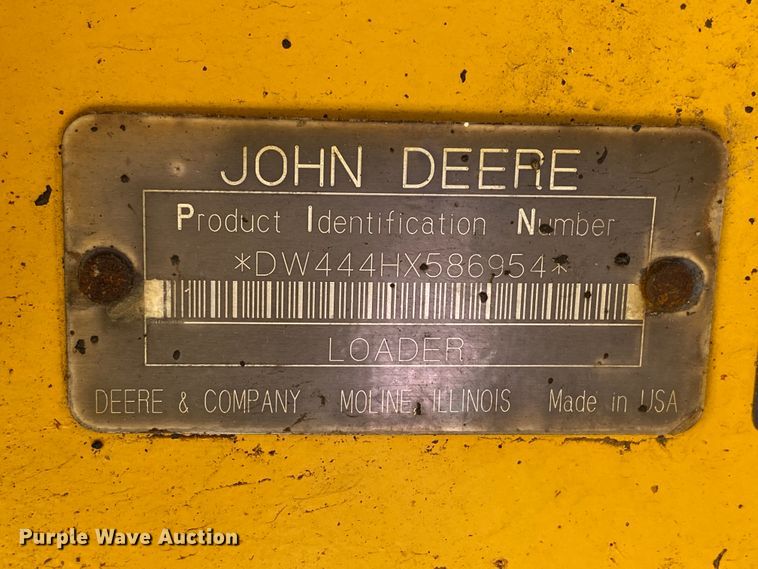 JOHN DEERE
Product Identification Number
*DW444HX586954*
LOADER
DEERE & COMPANY MOLINE, ILLINOIS Made in USA
Purple Wave Auction